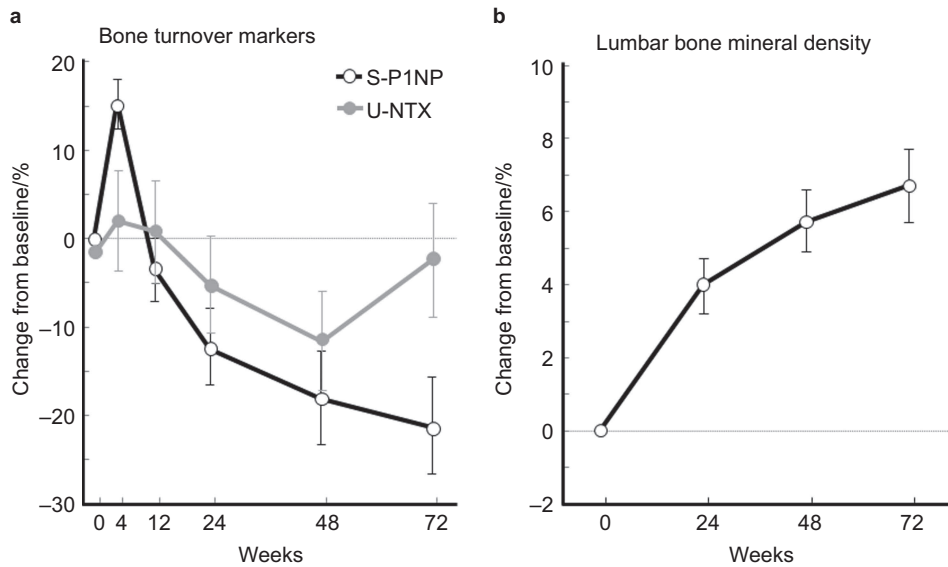 a
Bone turnover markers
20
10
0
–10
–20
–30
Change from baseline/%
S-P1NP
U-NTX
0 4 12 24 48 72
Weeks
b
Lumbar bone mineral density
10
8
6
4
2
0
–2
Change from baseline/%
0 24 48 72
Weeks